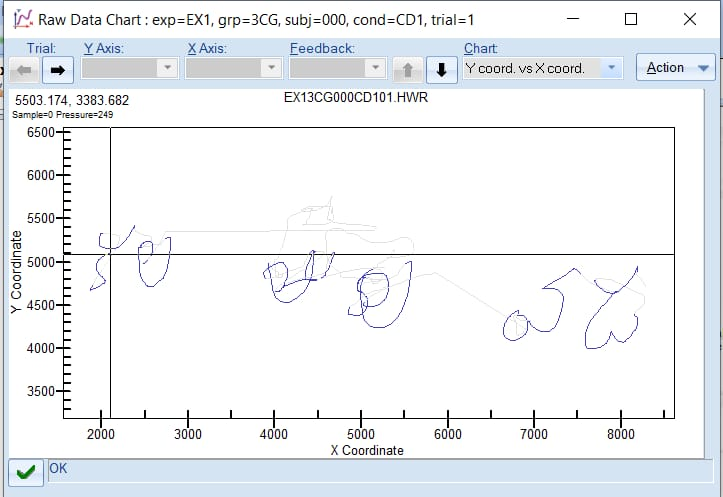 Raw Data Chart : exp=EX1, grp=3CG, subj=000, cond=CD1, trial=1
Trial: Y Axis: X Axis: Feedback: Chart:
Y coord. vs X coord. Action
5503.174, 3383.682 EX13CG000CD101.HWR
Sample=0 Pressure=249
6500
6000
5500
5000
4500
4000
3500
Y Coordinate
2000 3000 4000 5000 6000 7000 8000
X Coordinate
OK